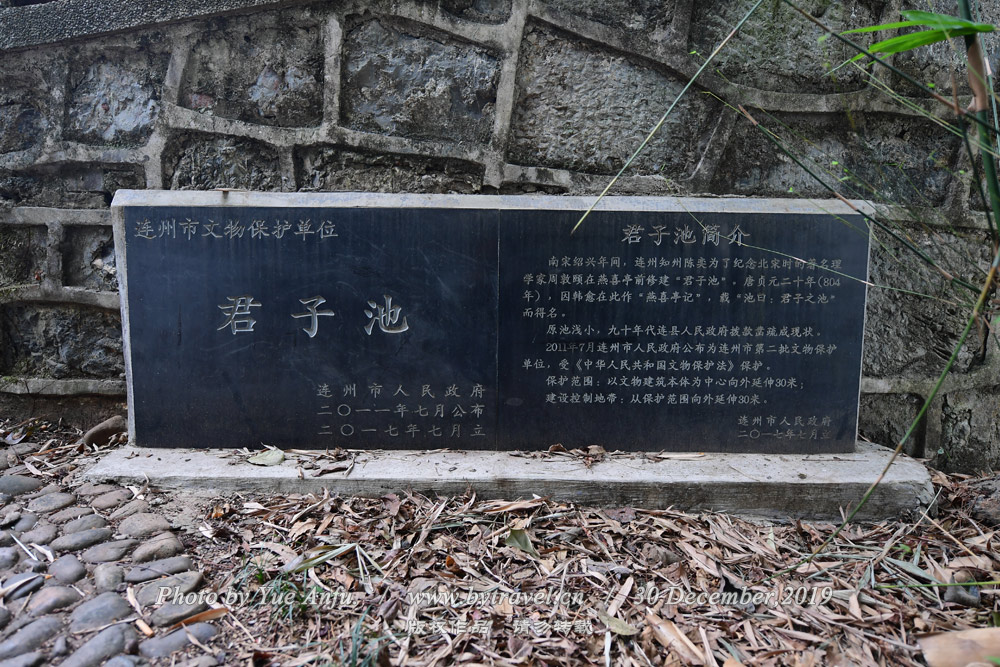 连州市文物保护单位
君子池
连州市人民政府
二〇一一年七月公布
二〇一七年七月立
君子池简介
南宋绍兴年间，连州知州陈奕为了纪念北宋时的著名理
学家周敦颐在燕喜亭前修建“君子池”。唐贞元二十年（804
年），因韩愈在此作“燕喜亭记”，载“池曰：君子之池”
而得名。
原池浅小，九十年代连县人民政府拨款凿疏成现状。
2011年7月连州市人民政府公布为连州市第二批文物保护
单位，受《中华人民共和国文物保护法》保护。
保护范围：以文物建筑本体为中心向外延伸30米；
建设控制地带：从保护范围向外延伸30米。
连州市人民政府
二〇一七年七月立
Photo by Yue Anfu. / www.bytravel.cn / 30 December,2019
版权作品 请勿转载